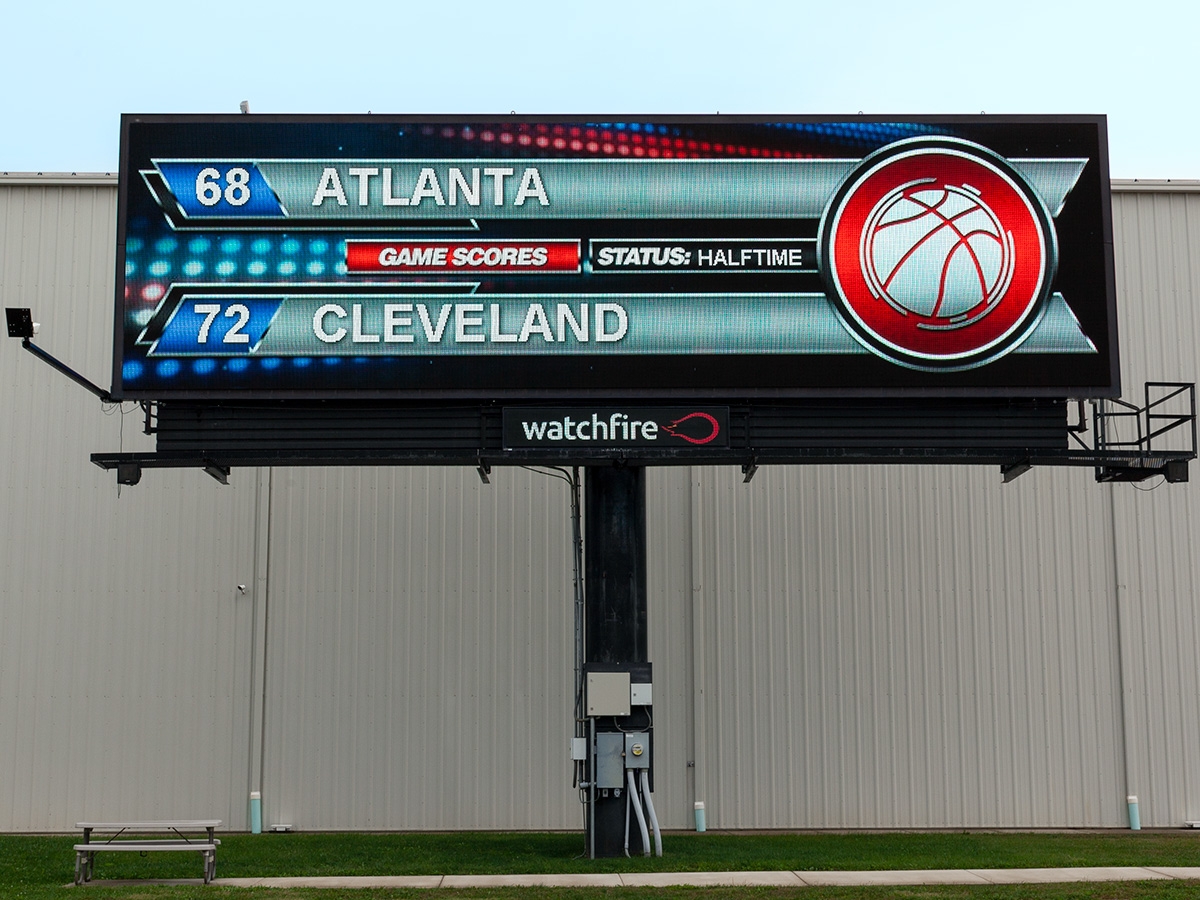 68 ATLANTA
GAME SCORES STATUS: HALFTIME
72 CLEVELAND
watchfire